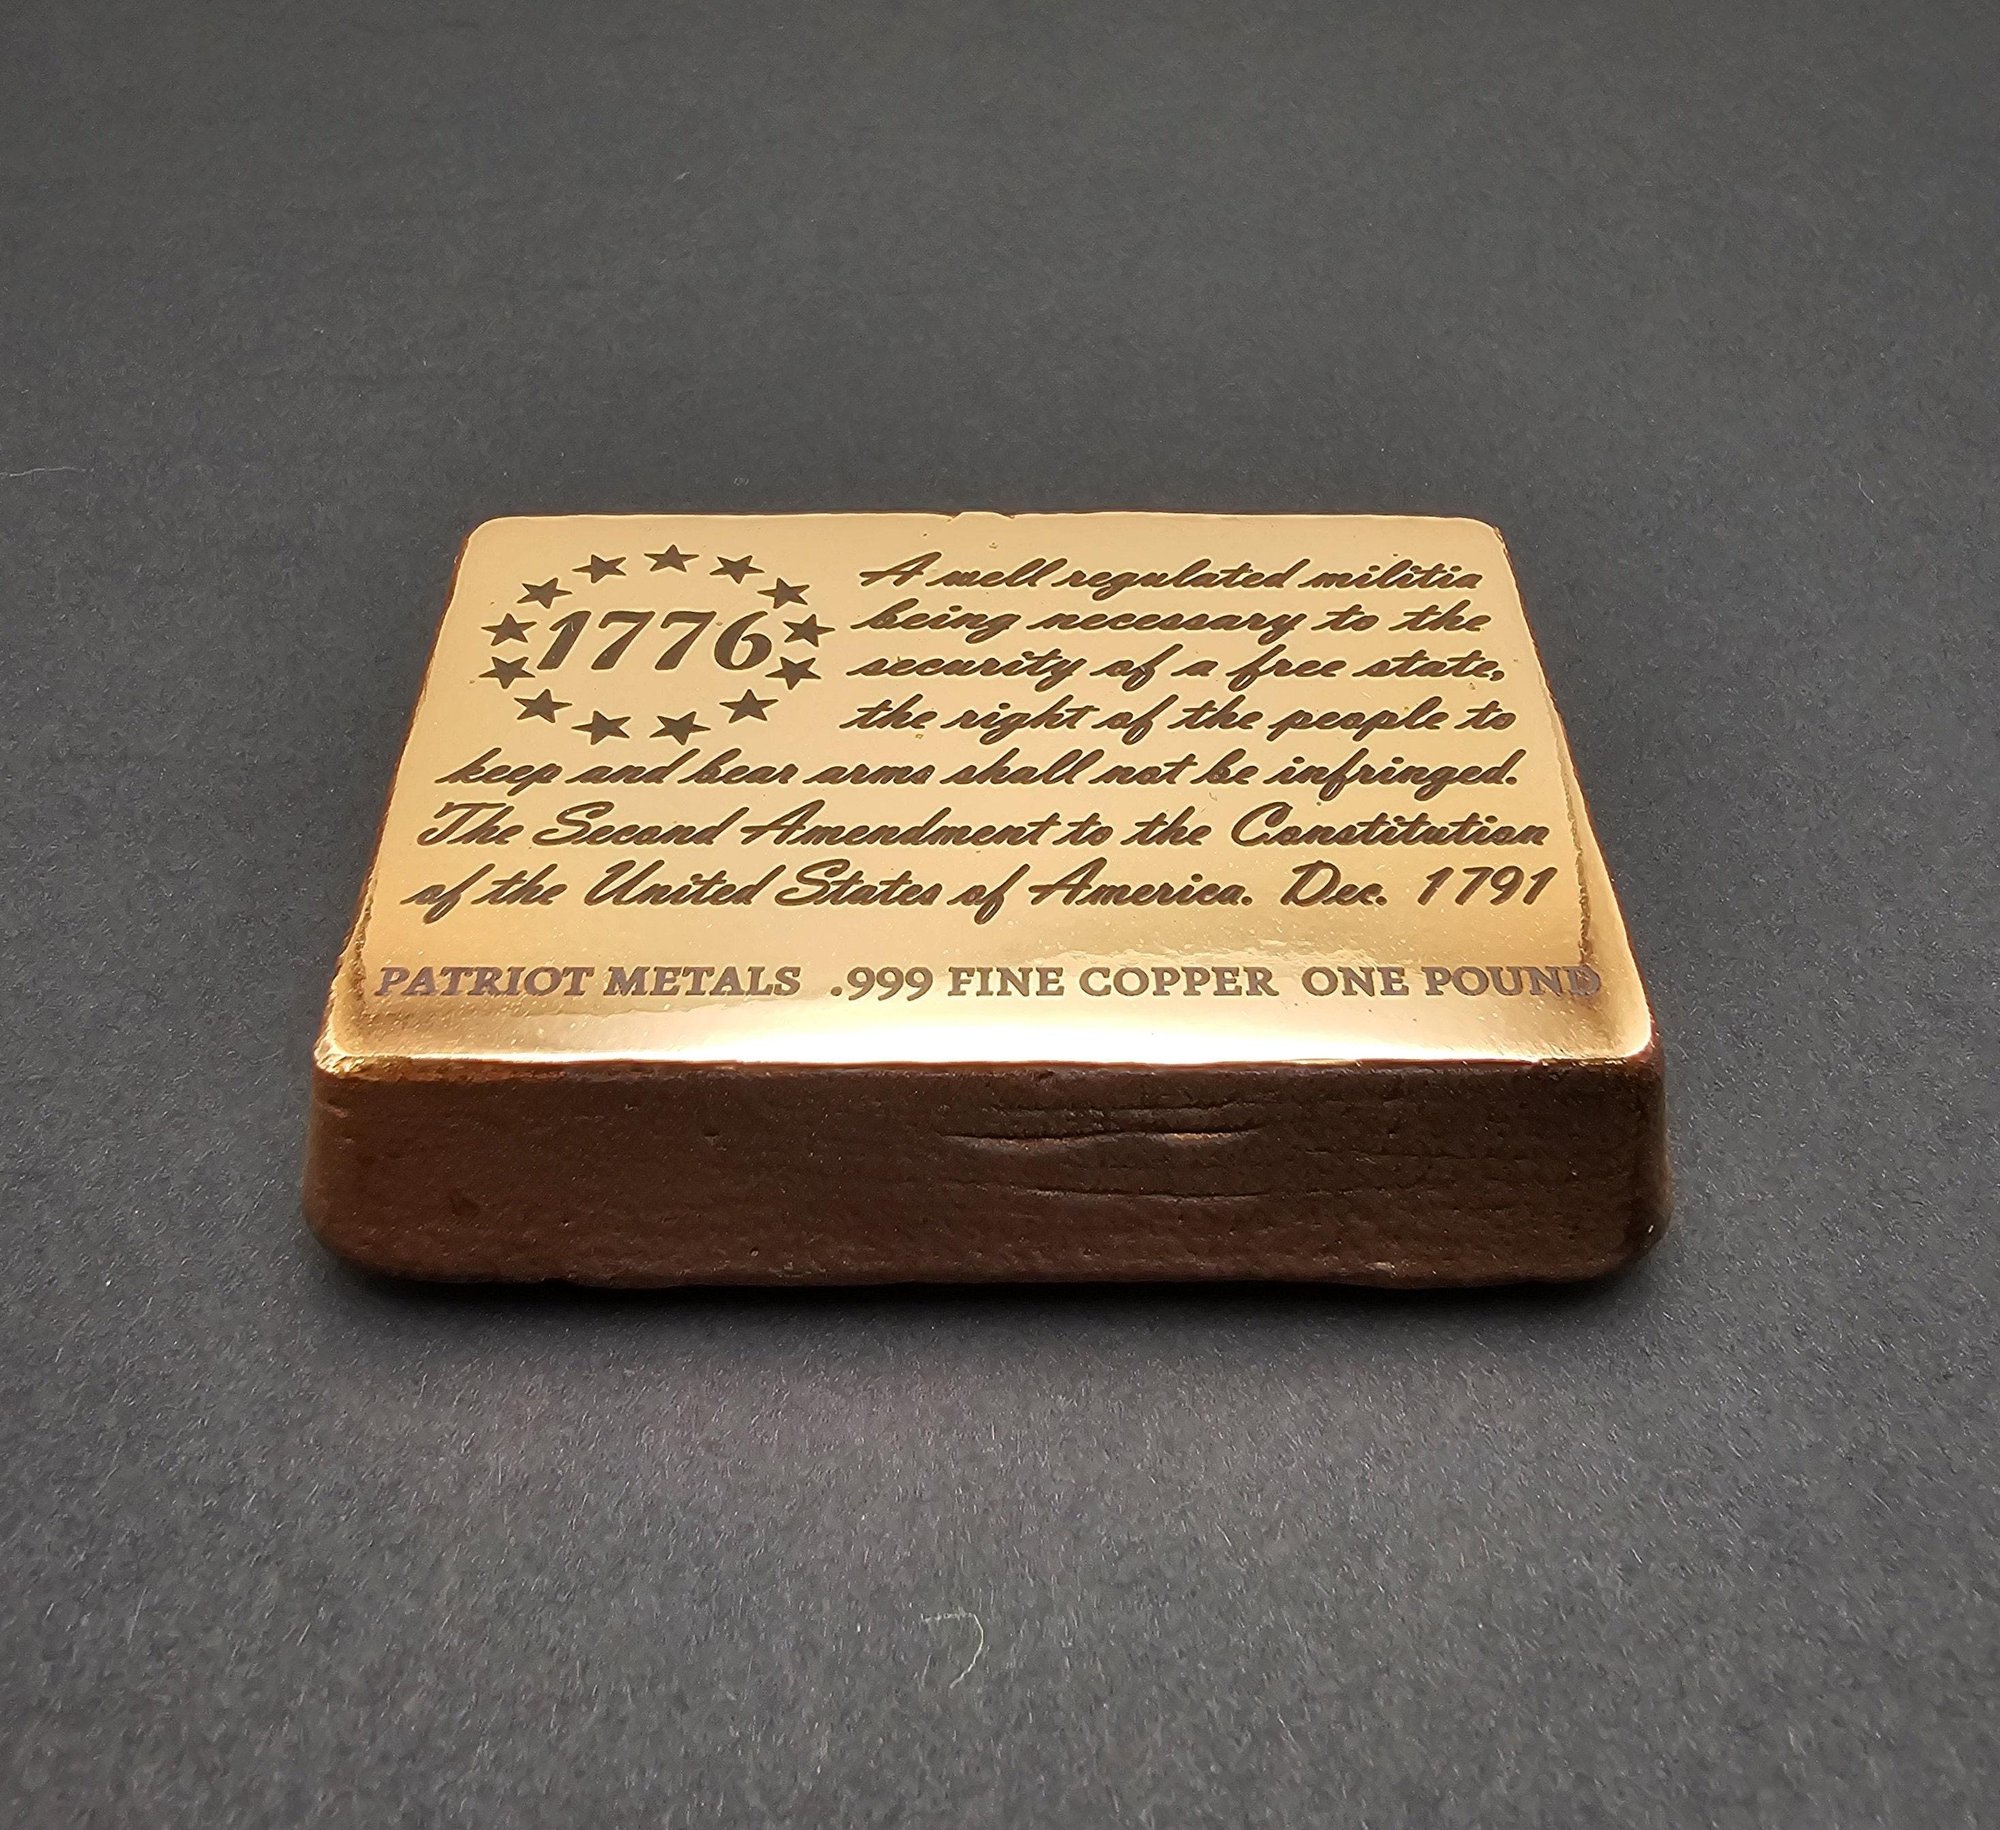 1776
A well regulated militia
being necessary to the
security of a free state,
the right of the people to
keep and bear arms shall not be infringed.
The Second Amendment to the Constitution
of the United States of America. Dec. 1791
PATRIOT METALS .999 FINE COPPER ONE POUND